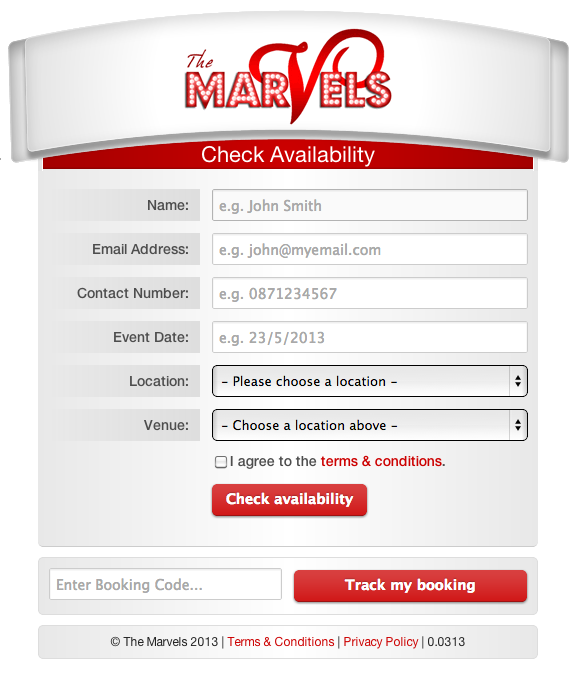 The
MARVELS
Check Availability
Name: e.g. John Smith
Email Address: e.g. john@myemail.com
Contact Number: e.g. 0871234567
Event Date: e.g. 23/5/2013
Location: - Please choose a location -
Venue: - Choose a location above -
I agree to the terms & conditions.
Check availability
Enter Booking Code... Track my booking
© The Marvels 2013 | Terms & Conditions | Privacy Policy | 0.0313